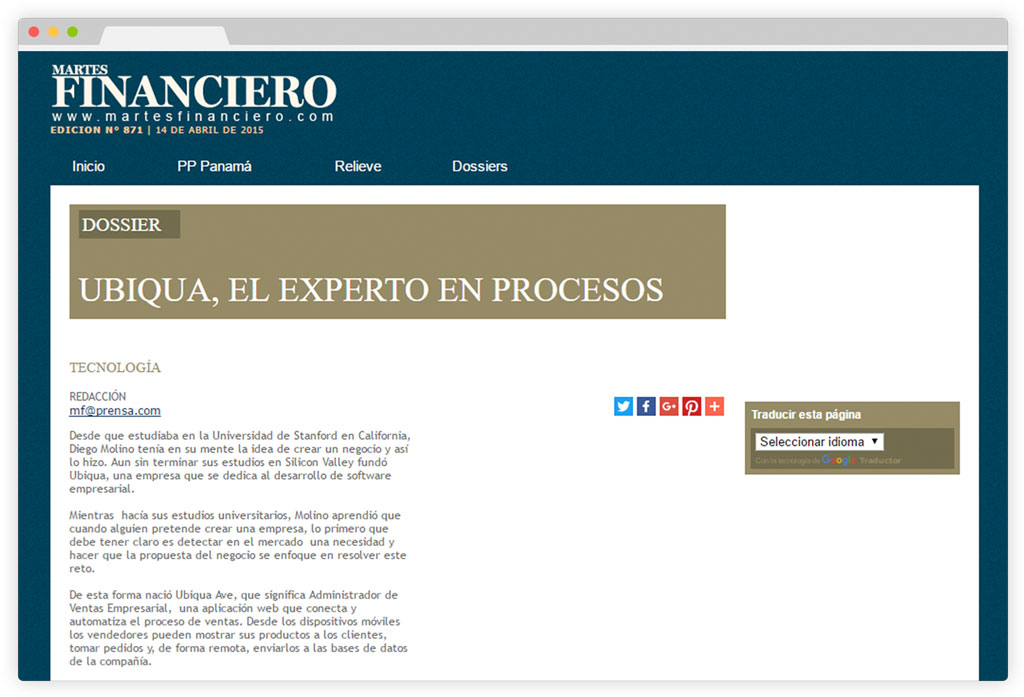 MARTES
FINANCIERO
www.martesfinanciero.com
EDICION Nº 871 | 14 DE ABRIL DE 2015
Inicio PP Panamá Relieve Dossiers
DOSSIER
UBIQUA, EL EXPERTO EN PROCESOS
TECNOLOGÍA
REDACCIÓN
mf@prensa.com
Desde que estudiaba en la Universidad de Stanford en California,
Diego Molino tenía en su mente la idea de crear un negocio y así
lo hizo. Aun sin terminar sus estudios en Silicon Valley fundó
Ubiqua, una empresa que se dedica al desarrollo de software
empresarial.
Mientras hacía sus estudios universitarios, Molino aprendió que
cuando alguien pretende crear una empresa, lo primero que
debe tener claro es detectar en el mercado una necesidad y
hacer que la propuesta del negocio se enfoque en resolver este
reto.
De esta forma nació Ubiqua Ave, que significa Administrador de
Ventas Empresarial, una aplicación web que conecta y
automatiza el proceso de ventas. Desde los dispositivos móviles
los vendedores pueden mostrar sus productos a los clientes,
tomar pedidos y, de forma remota, enviarlos a las bases de datos
de la compañía.
Traducir esta página
Seleccionar idioma
Con la tecnología de Google Traductor